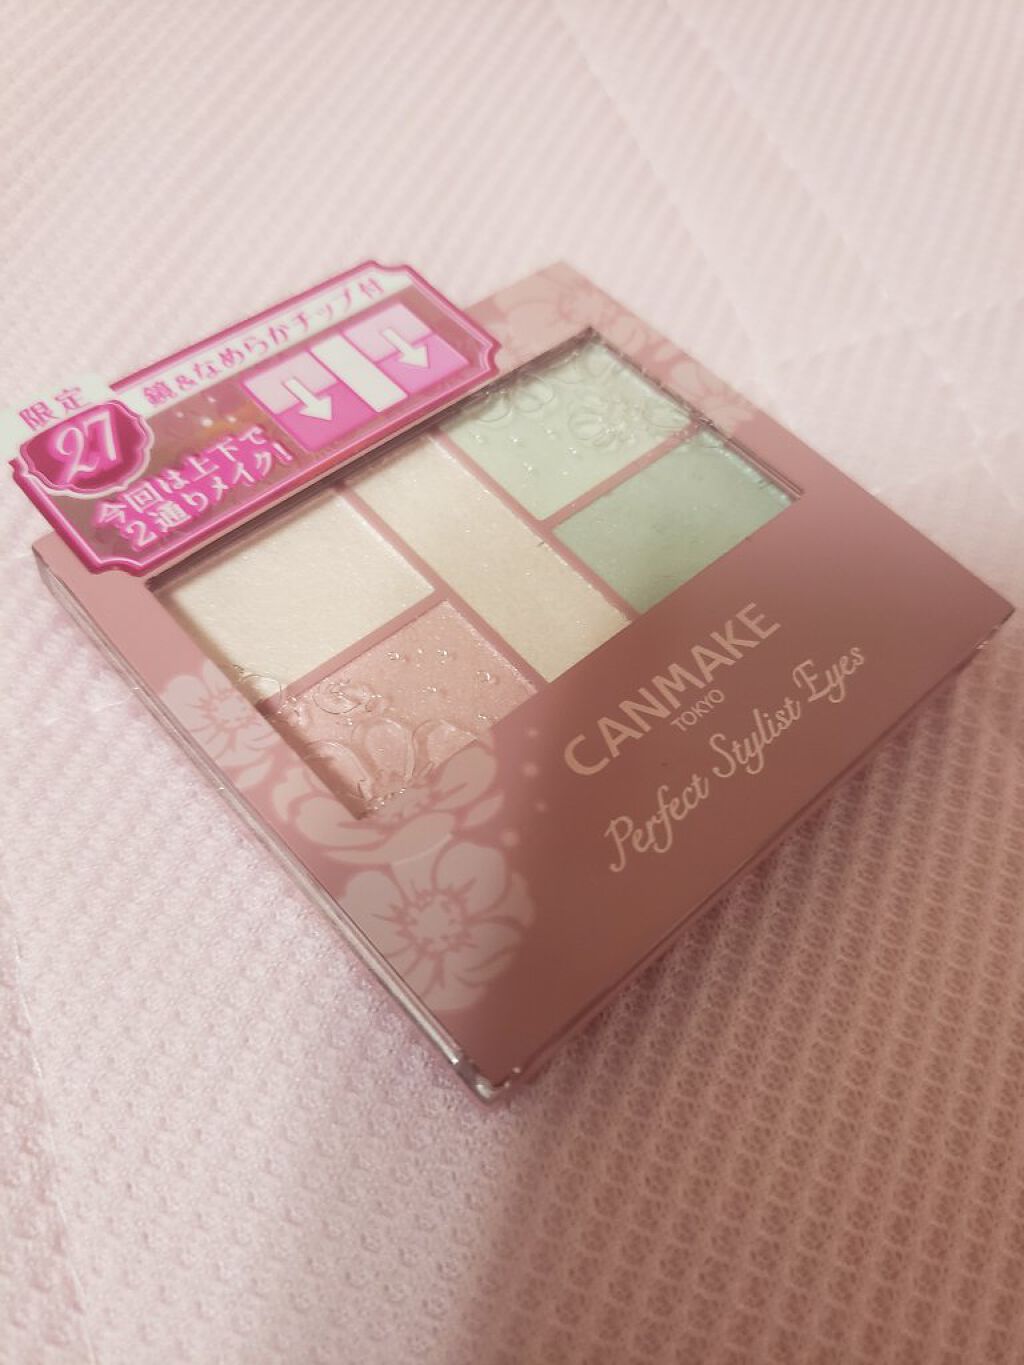 限定
27
鏡&なめらかチップ付
今回は上下で
2通りメイク!
CANMAKE
TOKYO
Perfect Stylist Eyes